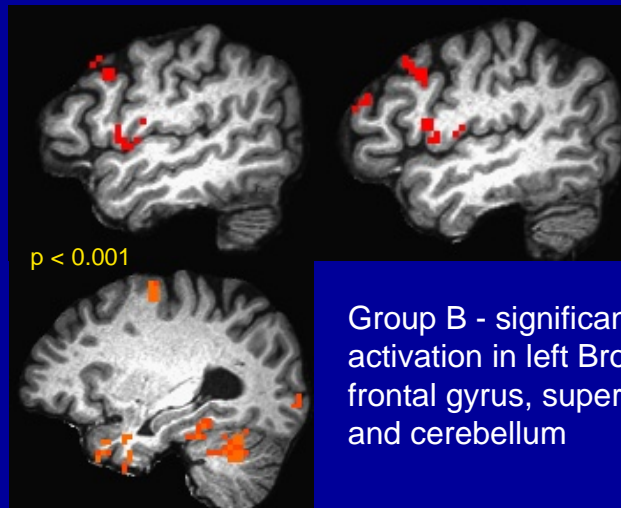 p < 0.001
Group B - significan
activation in left Bro
frontal gyrus, super
and cerebellum